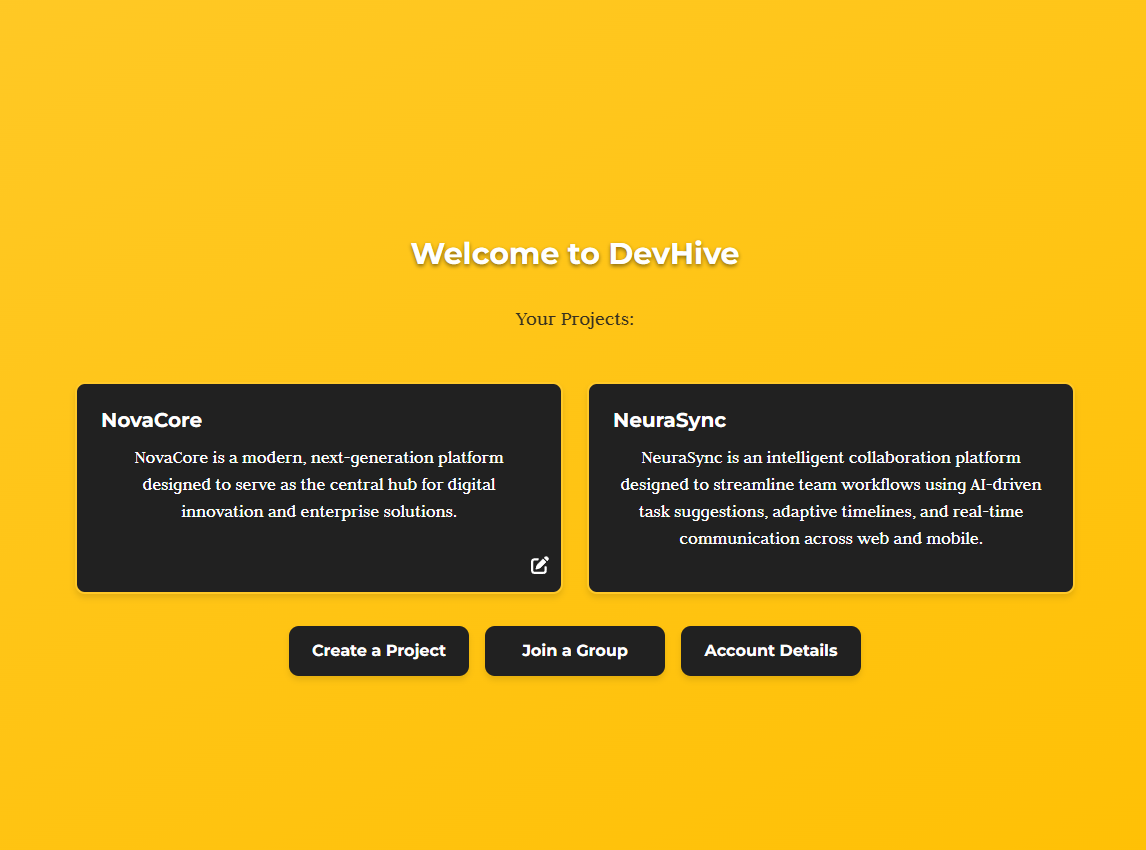 Welcome to DevHive
Your Projects:
NovaCore
NovaCore is a modern, next-generation platform
designed to serve as the central hub for digital
innovation and enterprise solutions.
NeuraSync
NeuraSync is an intelligent collaboration platform
designed to streamline team workflows using AI-driven
task suggestions, adaptive timelines, and real-time
communication across web and mobile.
Create a Project
Join a Group
Account Details